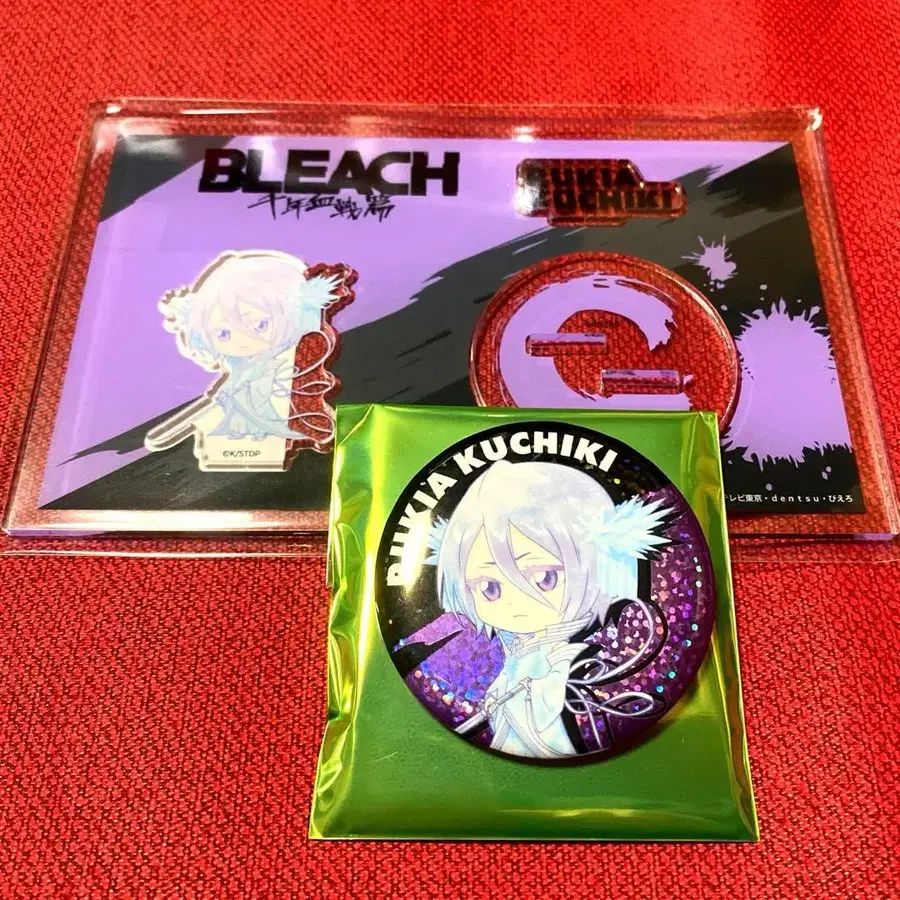 BLEACH
千年血戦篇
RUKIA
KUCHIKI
©K/STDP
テレビ東京・dentsu・ぴえろ
RUKIA KUCHIKI